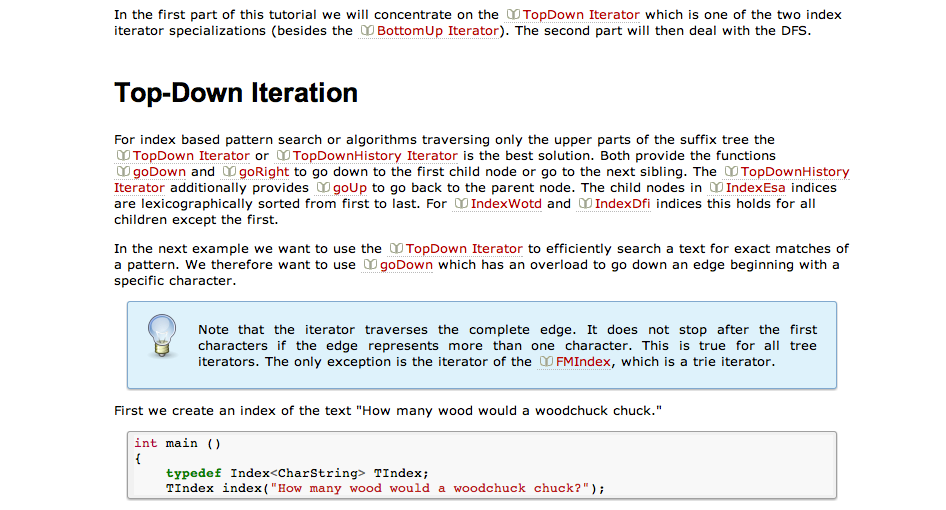 In the first part of this tutorial we will concentrate on the TopDown Iterator which is one of the two index
iterator specializations (besides the BottomUp Iterator). The second part will then deal with the DFS.
Top-Down Iteration
For index based pattern search or algorithms traversing only the upper parts of the suffix tree the
TopDown Iterator or TopDownHistory Iterator is the best solution. Both provide the functions
goDown and goRight to go down to the first child node or go to the next sibling. The TopDownHistory
Iterator additionally provides goUp to go back to the parent node. The child nodes in IndexEsa indices
are lexicographically sorted from first to last. For IndexWotd and IndexDfi indices this holds for all
children except the first.
In the next example we want to use the TopDown Iterator to efficiently search a text for exact matches of
a pattern. We therefore want to use goDown which has an overload to go down an edge beginning with a
specific character.
Note that the iterator traverses the complete edge. It does not stop after the first
characters if the edge represents more than one character. This is true for all tree
iterators. The only exception is the iterator of the FMIndex, which is a trie iterator.
First we create an index of the text "How many wood would a woodchuck chuck."
int main ()
{
    typedef Index<CharString> TIndex;
    TIndex index("How many wood would a woodchuck chuck?");